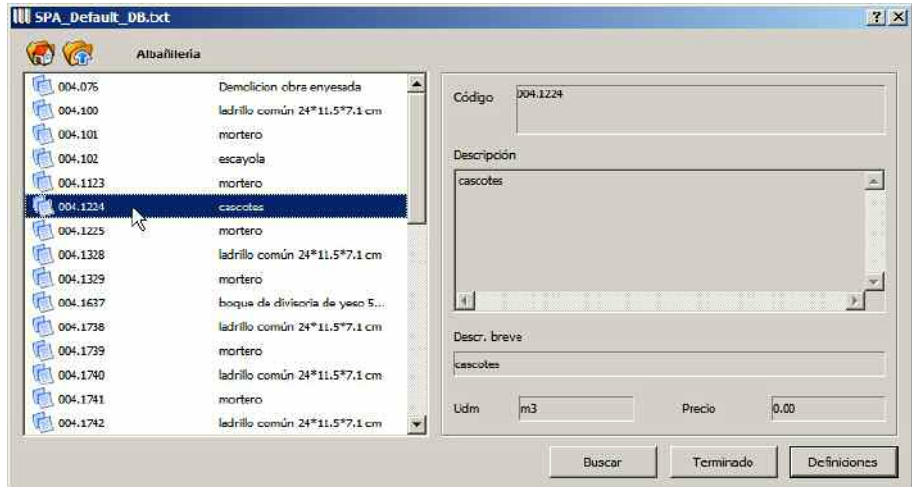 SPA_Default_DB.txt
Albañilería
004.076 Demolicion obra enyesada
004.100 ladrillo común 24*11.5*7.1 cm
004.101 mortero
004.102 escayola
004.1123 mortero
004.1224 cascotes
004.1225 mortero
004.1328 ladrillo común 24*11.5*7.1 cm
004.1329 mortero
004.1637 boque de divisoria de yeso 5...
004.1738 ladrillo común 24*11.5*7.1 cm
004.1739 mortero
004.1740 ladrillo común 24*11.5*7.1 cm
004.1741 mortero
004.1742 ladrillo común 24*11.5*7.1 cm
Código 004.1224
Descripción
cascotes
Descr. breve
cascotes
Udm m3 Precio 0.00
Buscar Terminado Definiciones